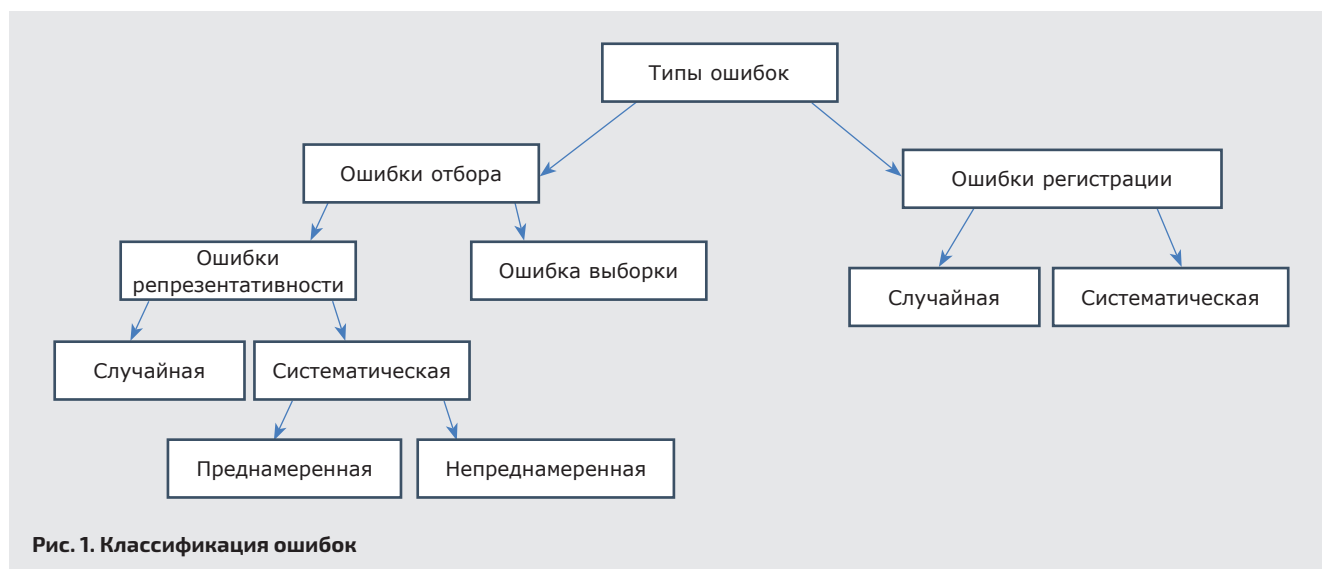 Типы ошибок
Ошибки отбора
Ошибки регистрации
Ошибки
репрезентативности
Ошибка выборки
Случайная
Систематическая
Случайная
Систематическая
Преднамеренная
Непреднамеренная
Рис. 1. Классификация ошибок